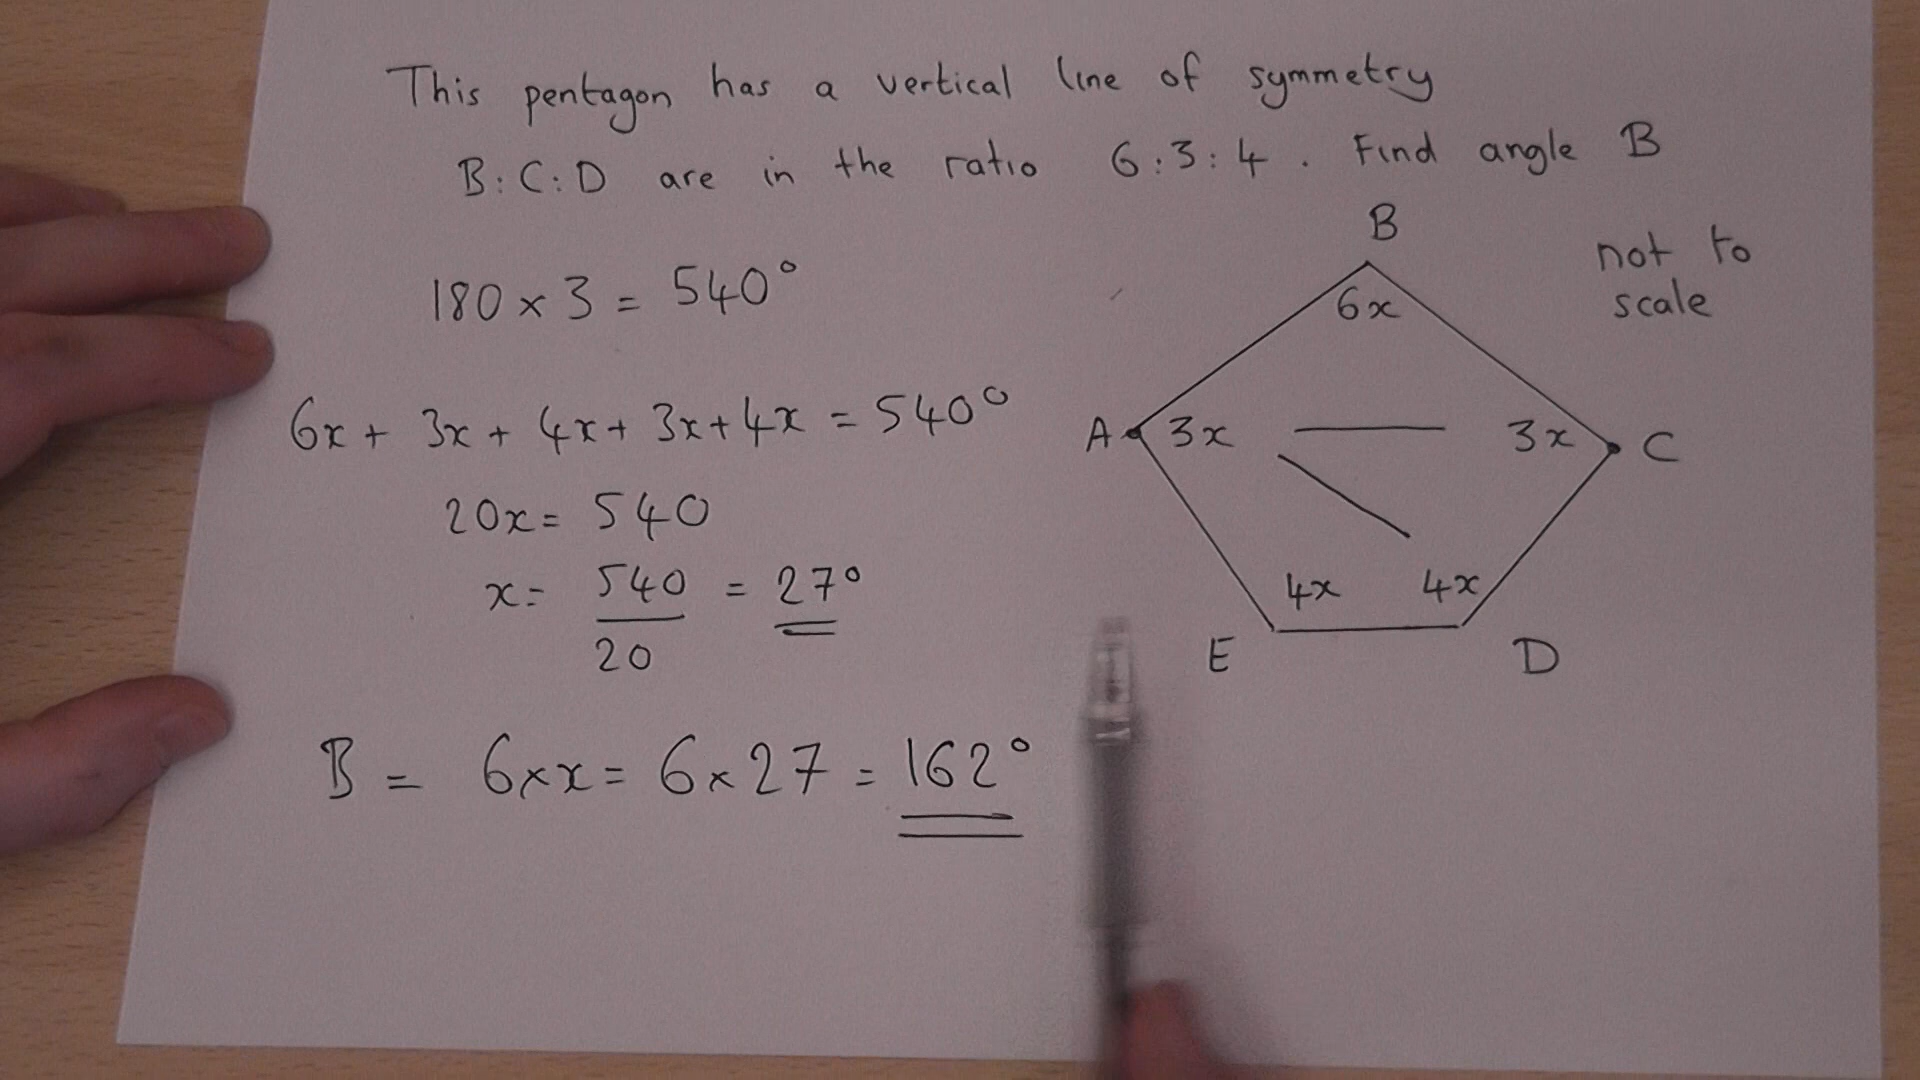 This pentagon has a vertical line of symmetry
B:C:D are in the ratio 6:3:4. Find angle B
180 × 3 = 540°
6x + 3x + 4x + 3x + 4x = 540°
20x = 540
x = 540/20 = 27°
B = 6 × x = 6 × 27 = 162°
B
not to
scale
6x
A 3x 3x C
4x 4x
E D